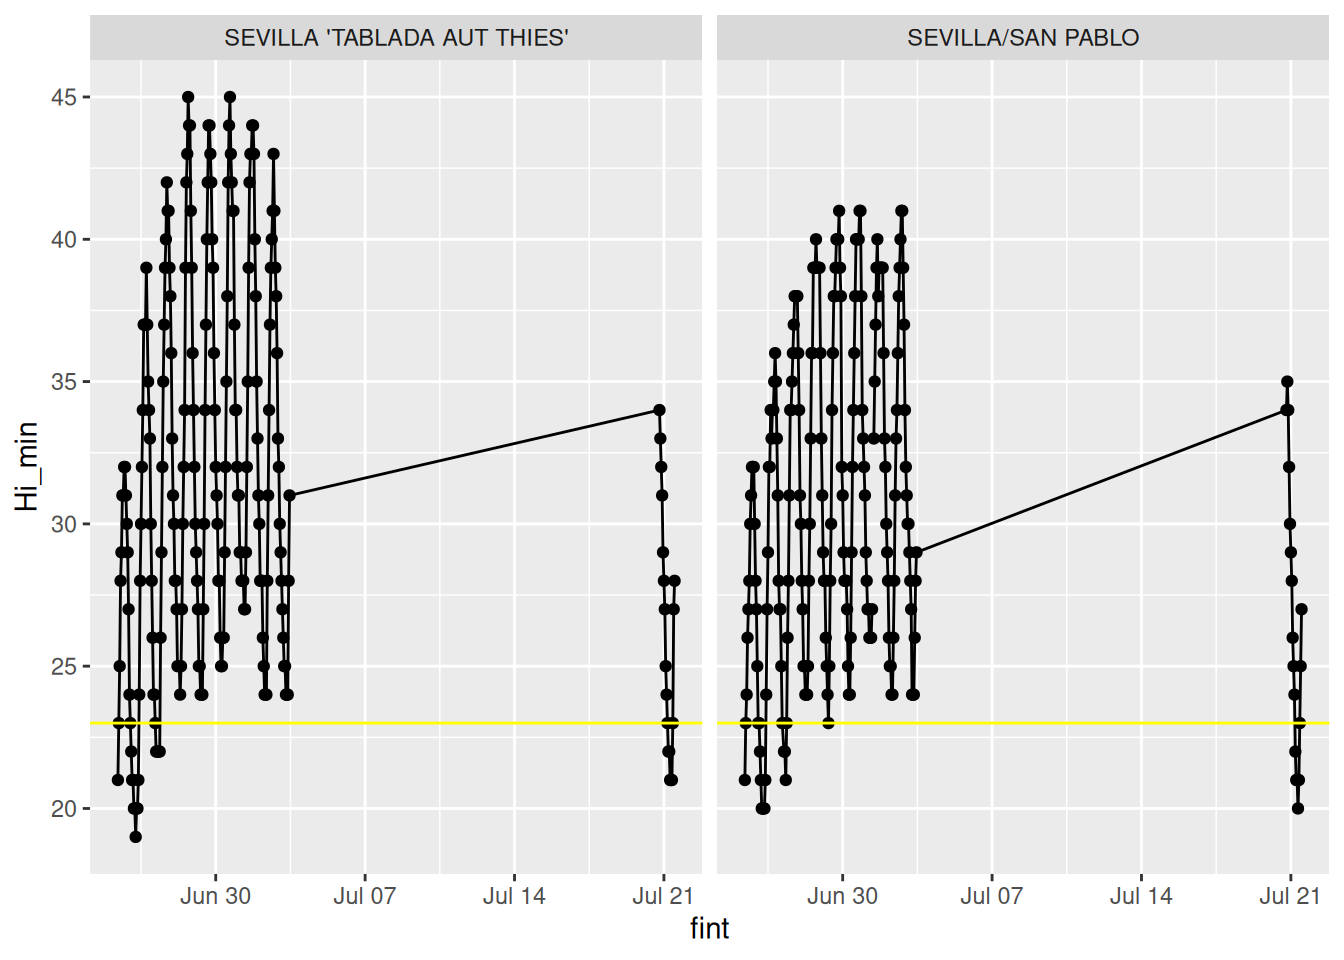 SEVILLA 'TABLADA AUT THIES'
SEVILLA/SAN PABLO
Hi_min
45
40
35
30
25
20
Jun 30
Jul 07
Jul 14
Jul 21
Jun 30
Jul 07
Jul 14
Jul 21
fint